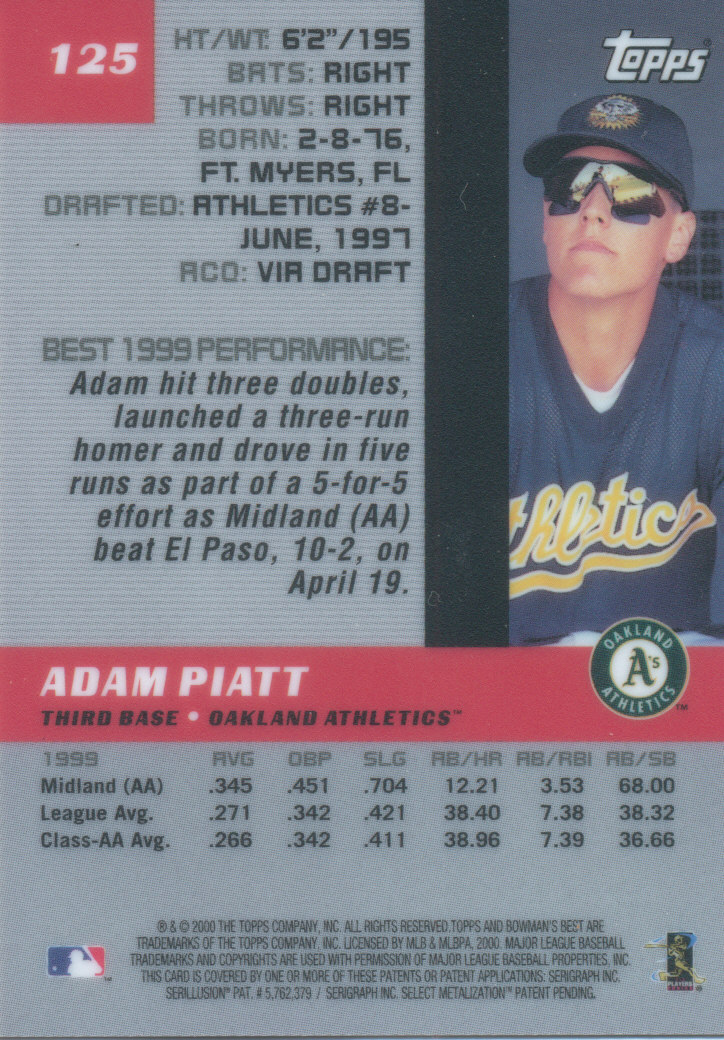 125
HT/WT: 6'2"/195
BATS: RIGHT
THROWS: RIGHT
BORN: 2-8-76,
FT. MYERS, FL
DRAFTED: ATHLETICS #8-
JUNE, 1997
ACQ: VIA DRAFT
Topps®
BEST 1999 PERFORMANCE:
Adam hit three doubles,
launched a three-run
homer and drove in five
runs as part of a 5-for-5
effort as Midland (AA)
beat El Paso, 10-2, on
April 19.
thletics
OAKLAND
A's
ATHLETICS
TM
ADAM PIATT
THIRD BASE • OAKLAND ATHLETICS™
1999 AVG OBP SLG AB/HR AB/RBI AB/SB
Midland (AA) .345 .451 .704 12.21 3.53 68.00
League Avg. .271 .342 .421 38.40 7.38 38.32
Class-AA Avg. .266 .342 .411 38.96 7.39 36.66
® & © 2000 THE TOPPS COMPANY, INC. ALL RIGHTS RESERVED.TOPPS AND BOWMAN'S BEST ARE
TRADEMARKS OF THE TOPPS COMPANY, INC. LICENSED BY MLB & MLBPA, 2000. MAJOR LEAGUE BASEBALL
TRADEMARKS AND COPYRIGHTS ARE USED WITH PERMISSION OF MAJOR LEAGUE BASEBALL PROPERTIES, INC.
THIS CARD IS COVERED BY ONE OR MORE OF THESE PATENTS OR PATENT APPLICATIONS: SERIGRAPH INC.
SERILLUSION® PAT. # 5,762,379 / SERIGRAPH INC. SELECT METALIZATION™ PATENT PENDING.
PLAYERS